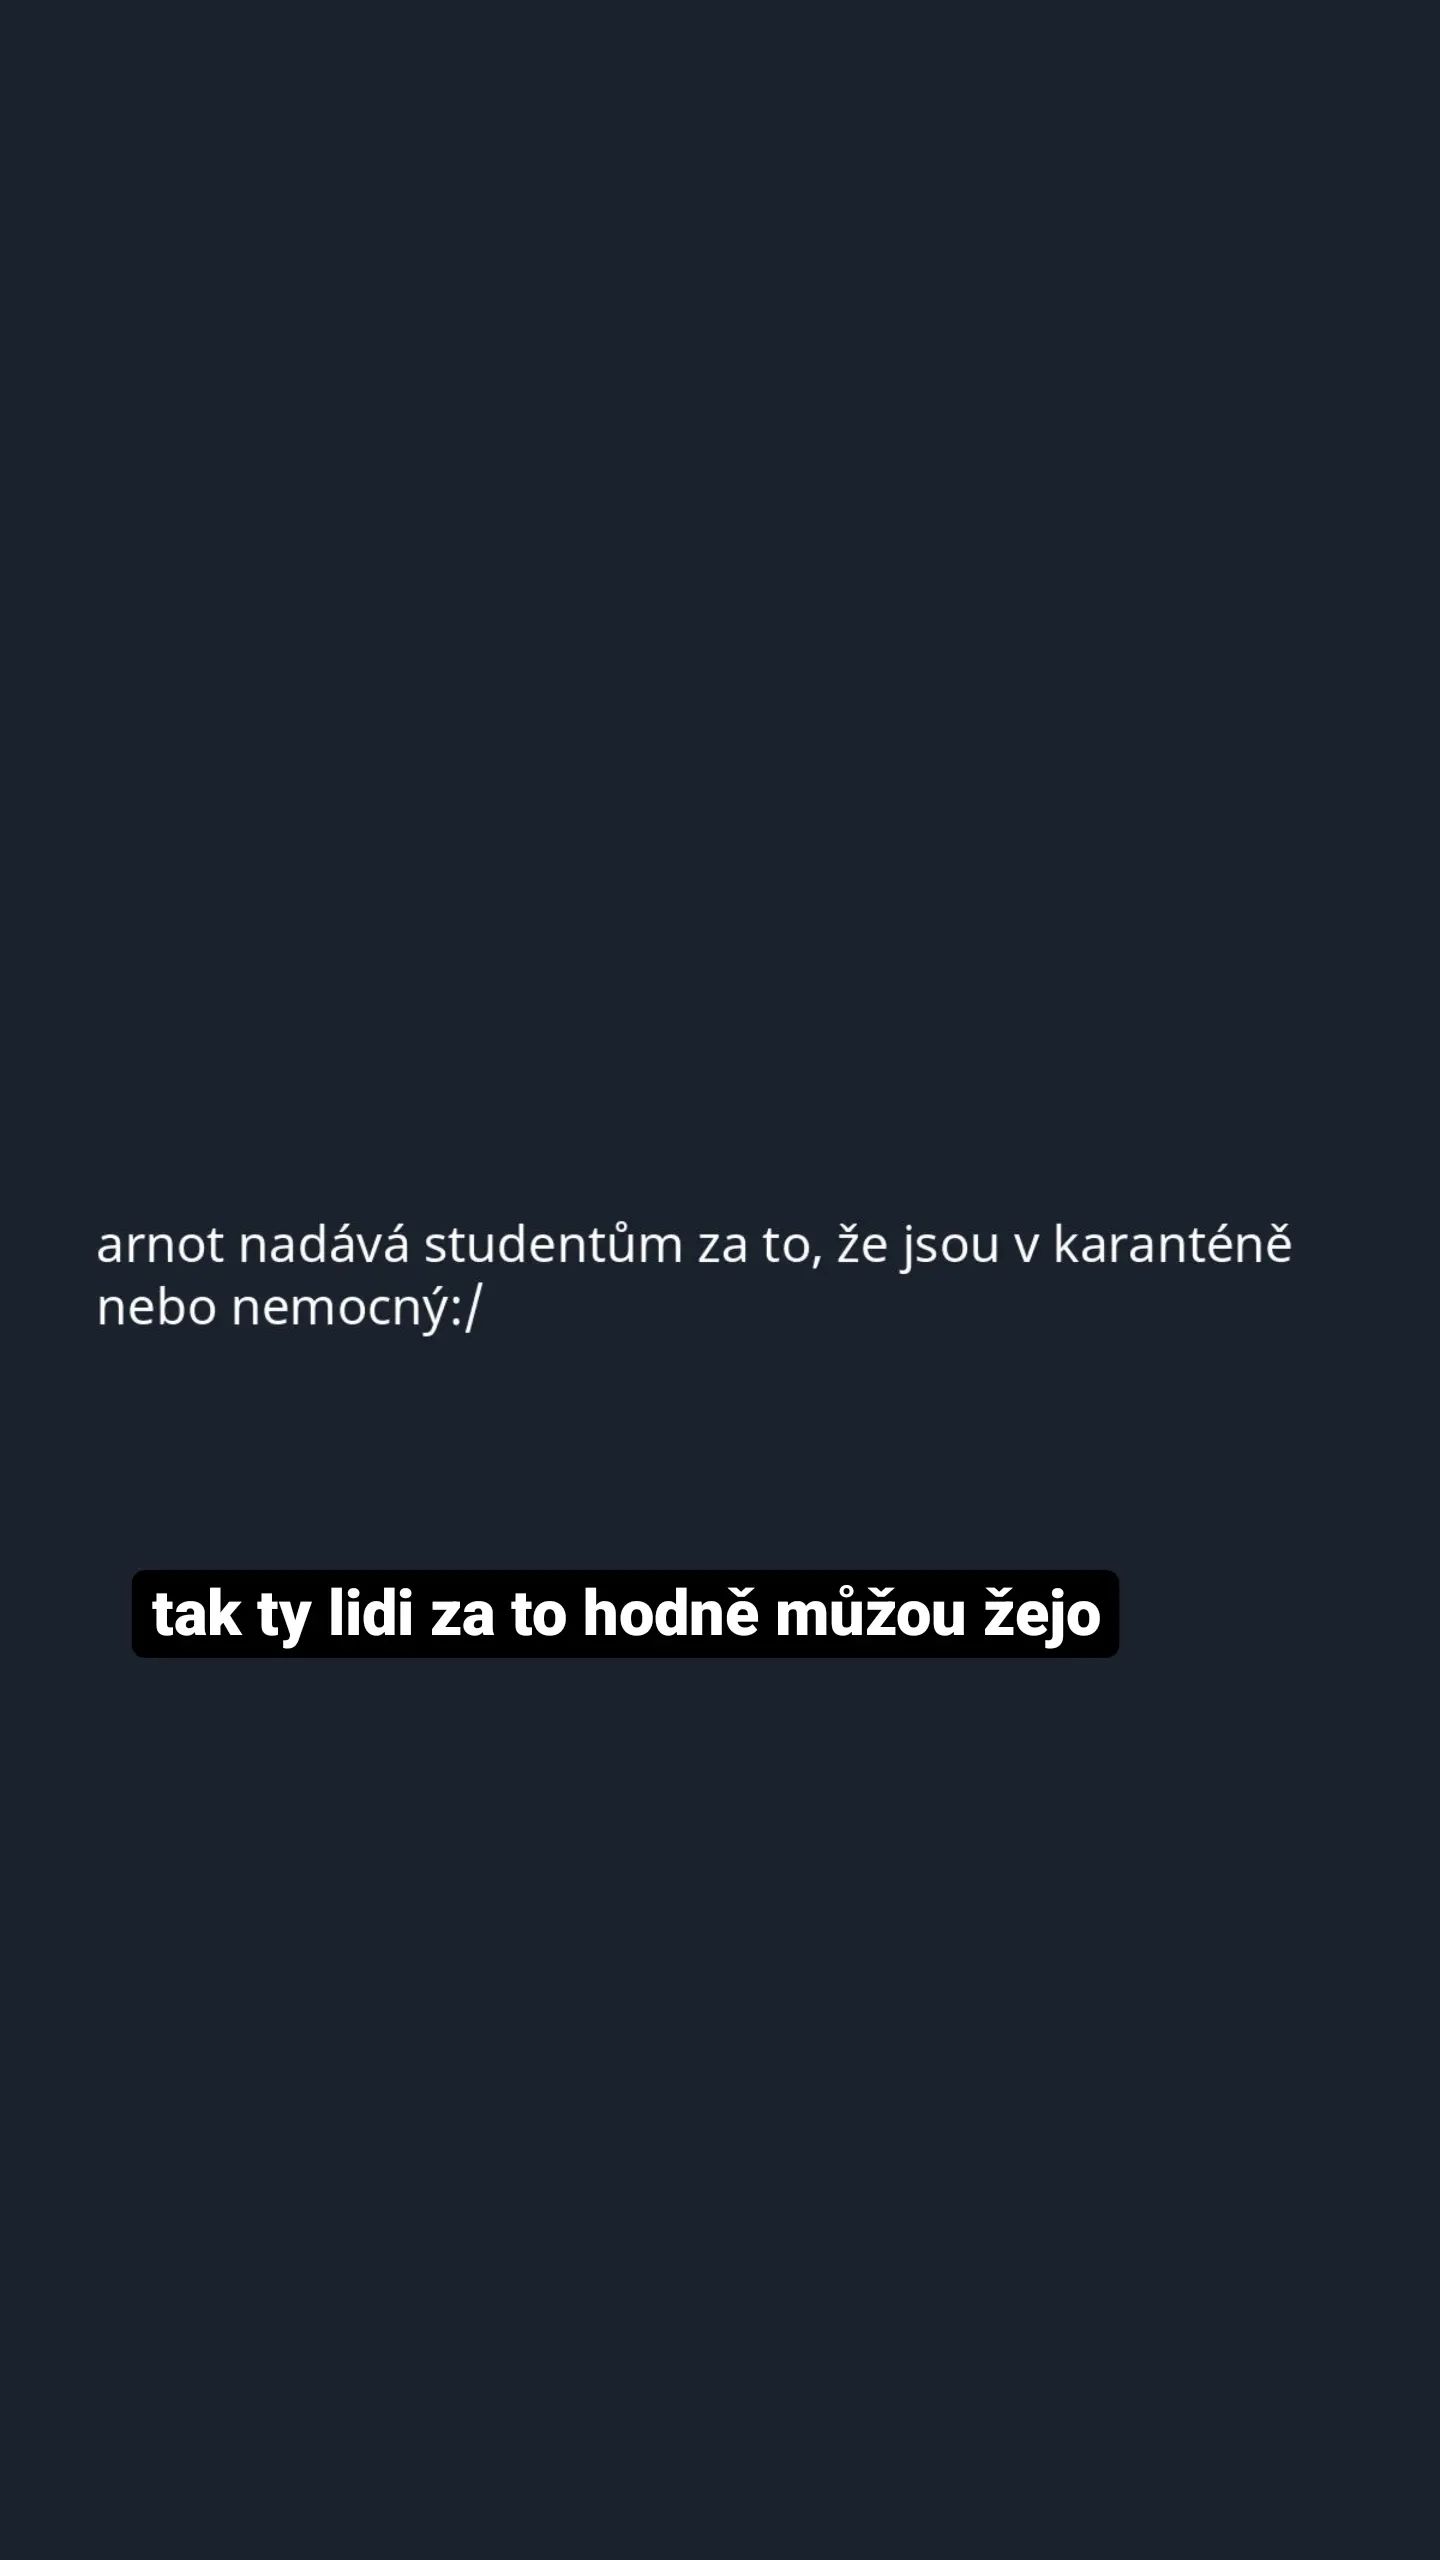 arnot nadává studentům za to, že jsou v karanténě
nebo nemocný:/
tak ty lidi za to hodně můžou žejo